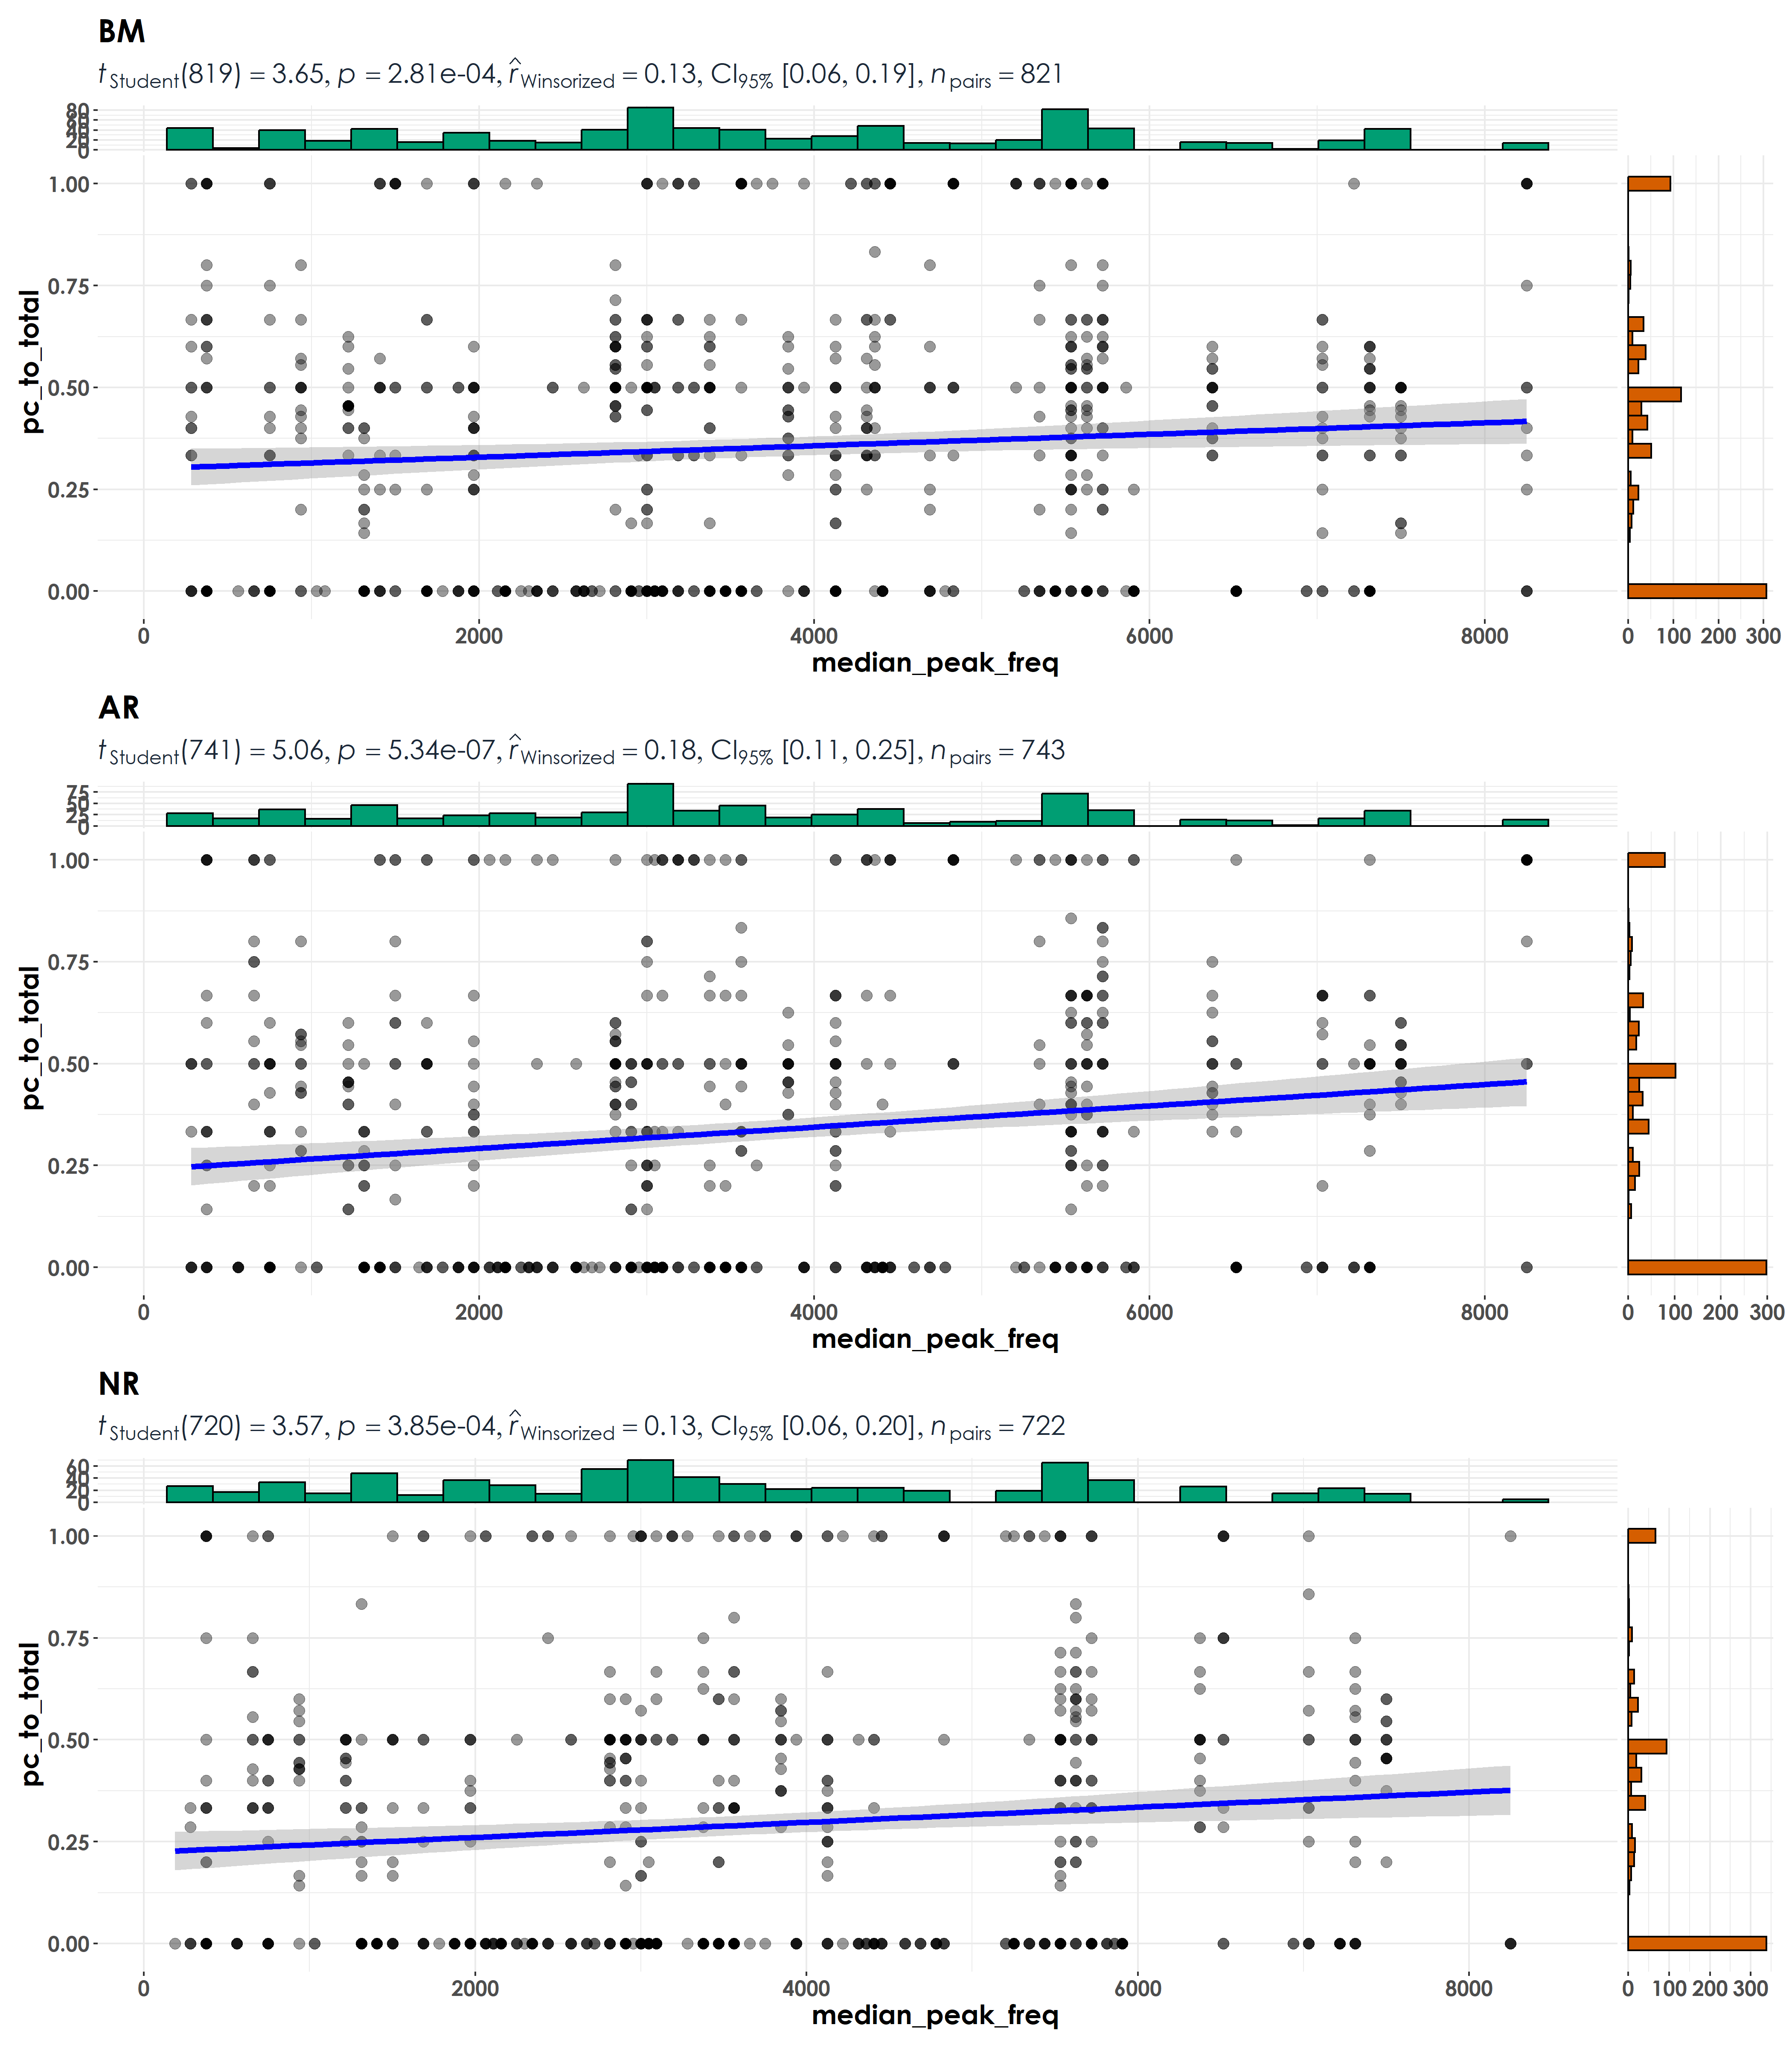 BM
t Student(819) = 3.65, p = 2.81e-04, r̂ Winsorized = 0.13, CI95% [0.06, 0.19], n pairs = 821
80
60
40
20
0
1.00
0.75
0.50
0.25
0.00
pc_to_total
0 2000 4000 6000 8000
0 100 200 300
median_peak_freq
AR
t Student(741) = 5.06, p = 5.34e-07, r̂ Winsorized = 0.18, CI95% [0.11, 0.25], n pairs = 743
75
50
25
0
1.00
0.75
0.50
0.25
0.00
pc_to_total
0 2000 4000 6000 8000
0 100 200 300
median_peak_freq
NR
t Student(720) = 3.57, p = 3.85e-04, r̂ Winsorized = 0.13, CI95% [0.06, 0.20], n pairs = 722
60
40
20
0
1.00
0.75
0.50
0.25
0.00
pc_to_total
0 2000 4000 6000 8000
0 100 200 300
median_peak_freq